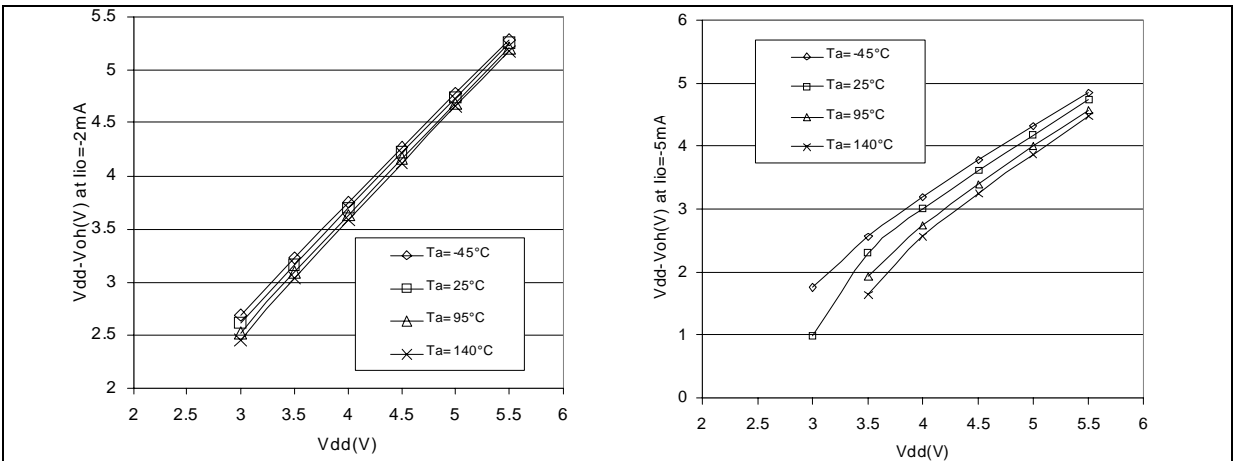 Vdd-Voh(V) at Iio=-2mA
5.5
5
4.5
4
3.5
3
2.5
2
2 2.5 3 3.5 4 4.5 5 5.5 6
Vdd(V)
Ta=-45°C
Ta=25°C
Ta=95°C
Ta=140°C
Vdd-Voh(V) at Iio=-5mA
6
5
4
3
2
1
0
2 2.5 3 3.5 4 4.5 5 5.5 6
Vdd(V)
Ta=-45°C
Ta=25°C
Ta=95°C
Ta=140°C